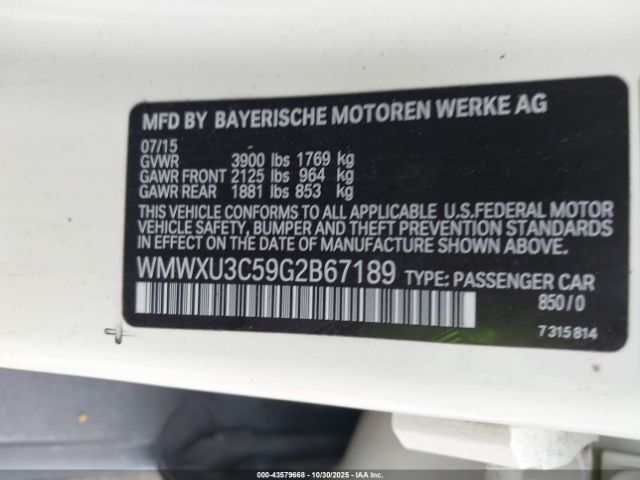 MFD BY BAYERISCHE MOTOREN WERKE AG
07/15
GVWR 3900 lbs 1769 kg
GAWR FRONT 2125 lbs 964 kg
GAWR REAR 1881 lbs 853 kg
THIS VEHICLE CONFORMS TO ALL APPLICABLE U.S.FEDERAL MOTOR
VEHICLE SAFETY, BUMPER AND THEFT PREVENTION STANDARDS
IN EFFECT ON THE DATE OF MANUFACTURE SHOWN ABOVE.
WMWXU3C59G2B67189 TYPE: PASSENGER CAR
850/0
7315814
00-43579668 - 10/30/2025 - IAAI.COM